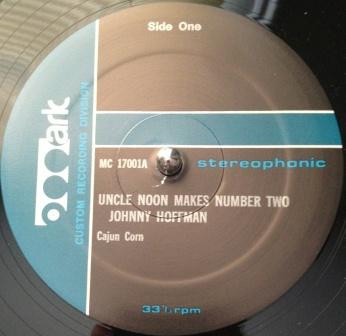 Side One
mark
CUSTOM RECORDING DIVISION
MC 17001A
stereophonic
UNCLE NOON MAKES NUMBER TWO
JOHNNY HOFFMAN
Cajun Corn
33⅓ rpm